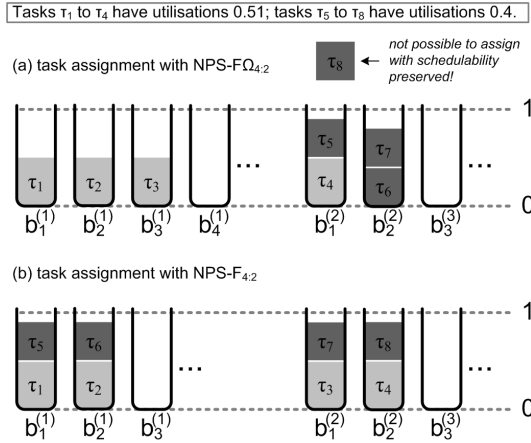 Tasks τ1 to τ4 have utilisations 0.51; tasks τ5 to τ8 have utilisations 0.4.
(a) task assignment with NPS-FΩ4:2
τ8
not possible to assign
with schedulability
preserved!
1
τ1 τ2 τ3 ... τ5 τ4 τ7 τ6 ...
0
b1(1) b2(1) b3(1) b4(1) b1(2) b2(2) b3(3)
(b) task assignment with NPS-F4:2
1
τ5 τ6 τ7 τ8
... ...
τ1 τ2 τ3 τ4
0
b1(1) b2(1) b3(1) b1(2) b2(2) b3(3)